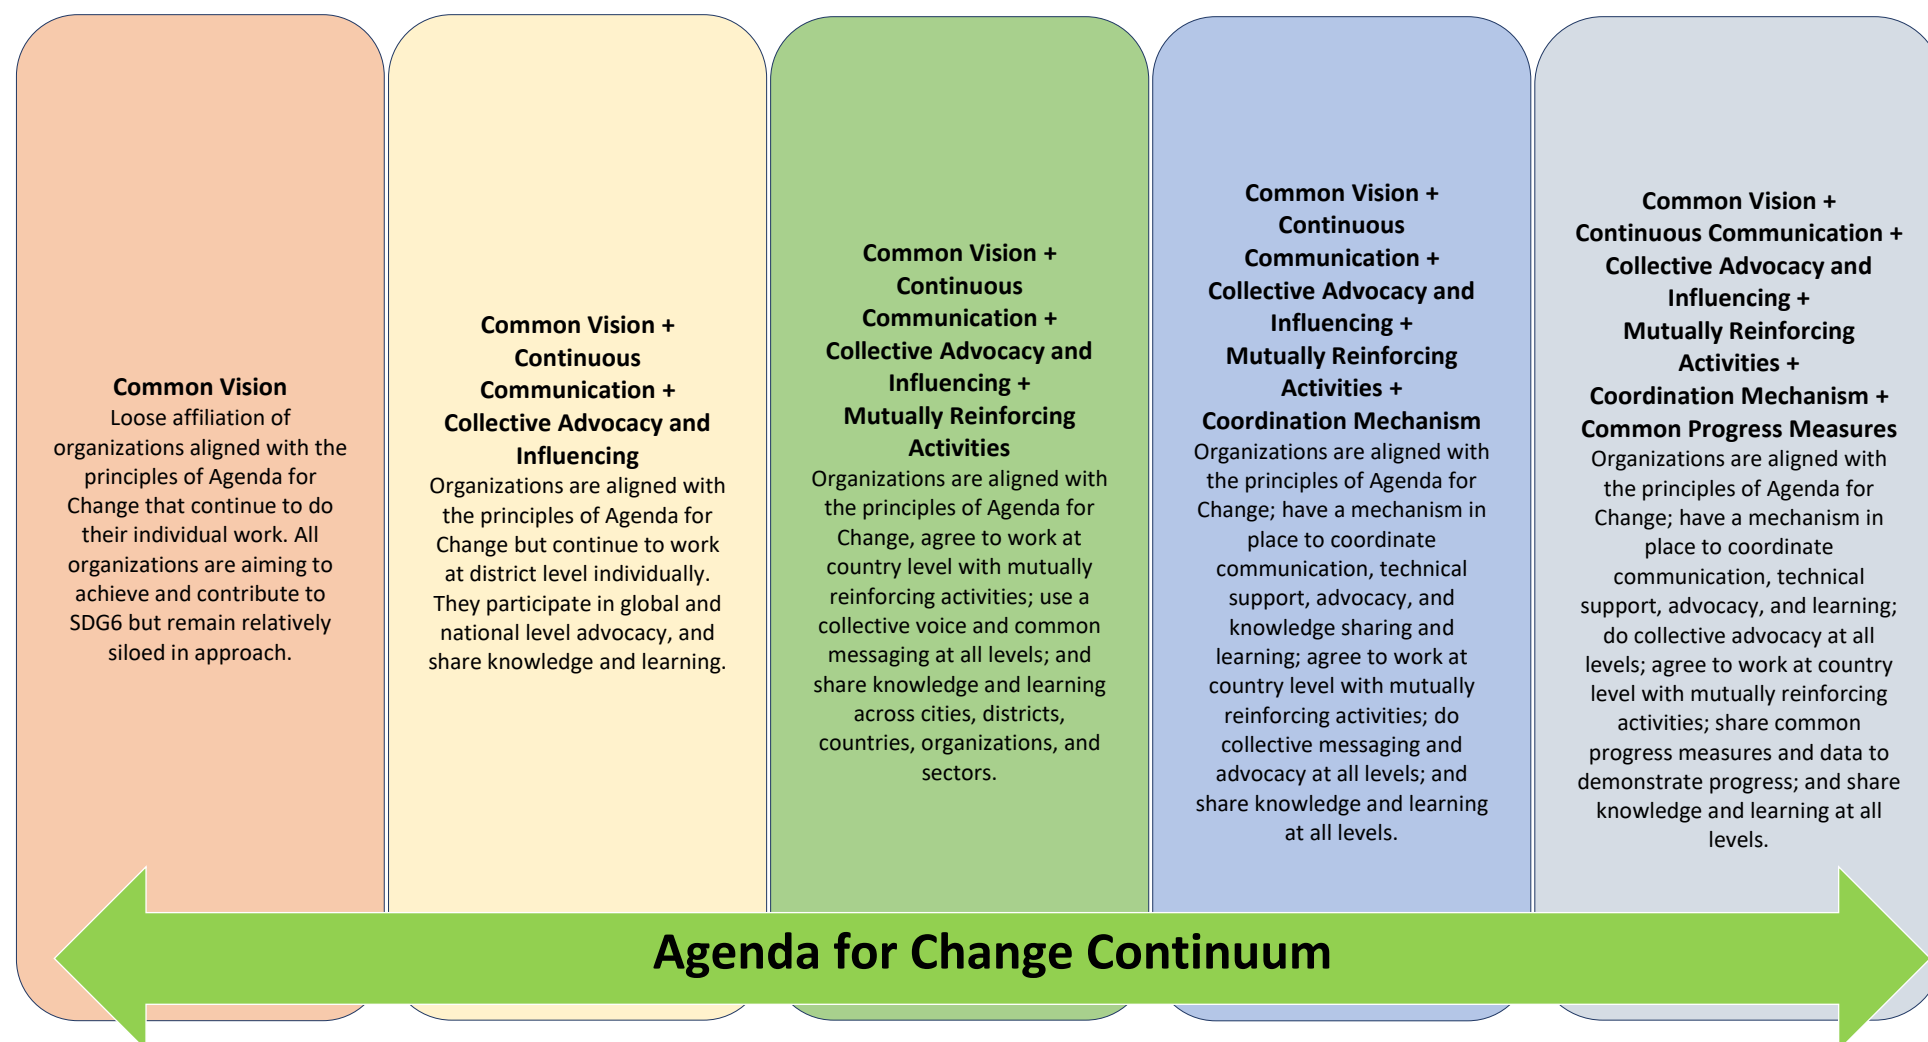 Common Vision
Loose affiliation of
organizations aligned with the
principles of Agenda for
Change that continue to do
their individual work. All
organizations are aiming to
achieve and contribute to
SDG6 but remain relatively
siloed in approach.
Common Vision +
Continuous
Communication +
Collective Advocacy and
Influencing
Organizations are aligned with
the principles of Agenda for
Change but continue to work
at district level individually.
They participate in global and
national level advocacy, and
share knowledge and learning.
Common Vision +
Continuous
Communication +
Collective Advocacy and
Influencing +
Mutually Reinforcing
Activities
Organizations are aligned with
the principles of Agenda for
Change, agree to work at
country level with mutually
reinforcing activities; use a
collective voice and common
messaging at all levels; and
share knowledge and learning
across cities, districts,
countries, organizations, and
sectors.
Common Vision +
Continuous
Communication +
Collective Advocacy and
Influencing +
Mutually Reinforcing
Activities +
Coordination Mechanism
Organizations are aligned with
the principles of Agenda for
Change; have a mechanism in
place to coordinate
communication, technical
support, advocacy, and
knowledge sharing and
learning; agree to work at
country level with mutually
reinforcing activities; do
collective messaging and
advocacy at all levels; and
share knowledge and learning
at all levels.
Common Vision +
Continuous Communication +
Collective Advocacy and
Influencing +
Mutually Reinforcing
Activities +
Coordination Mechanism +
Common Progress Measures
Organizations are aligned with
the principles of Agenda for
Change; have a mechanism in
place to coordinate
communication, technical
support, advocacy, and learning;
do collective advocacy at all
levels; agree to work at country
level with mutually reinforcing
activities; share common
progress measures and data to
demonstrate progress; and share
knowledge and learning at all
levels.
Agenda for Change Continuum